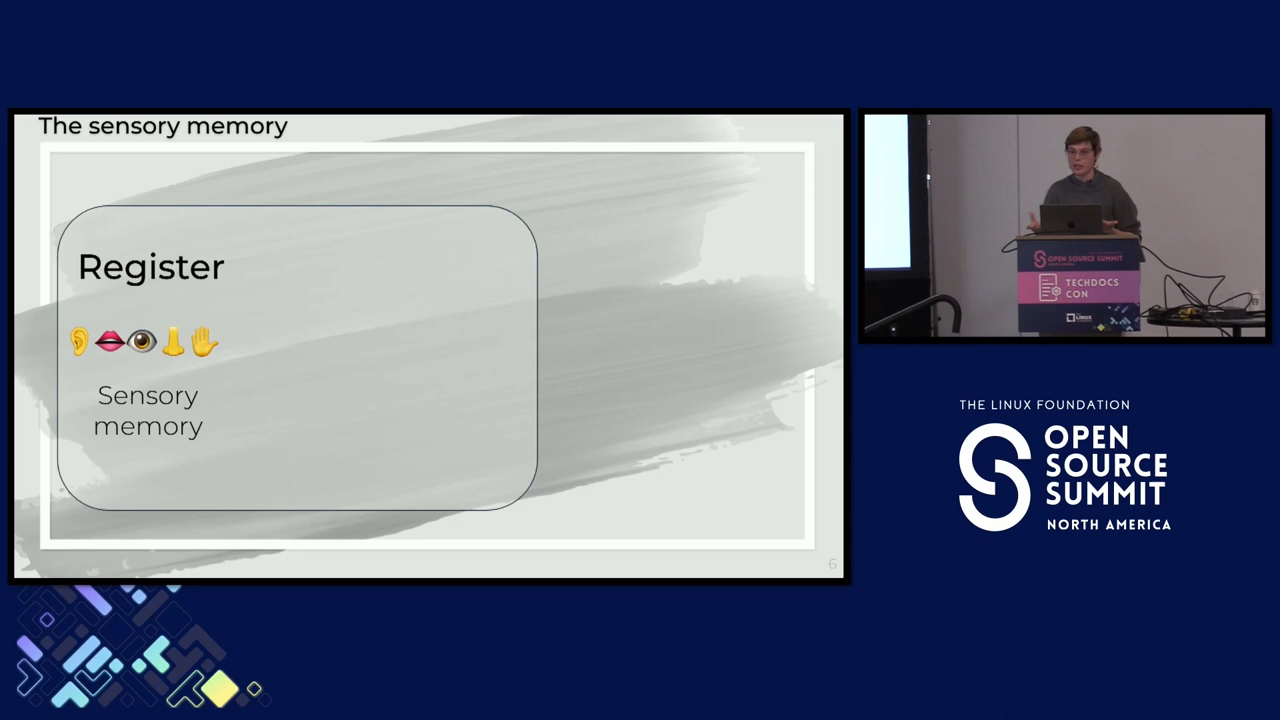 The sensory memory
Register
Sensory
memory
6
OPEN SOURCE SUMMIT
TECHDOCS
CON
LINUX
THE LINUX FOUNDATION
OPEN
SOURCE
SUMMIT
NORTH AMERICA